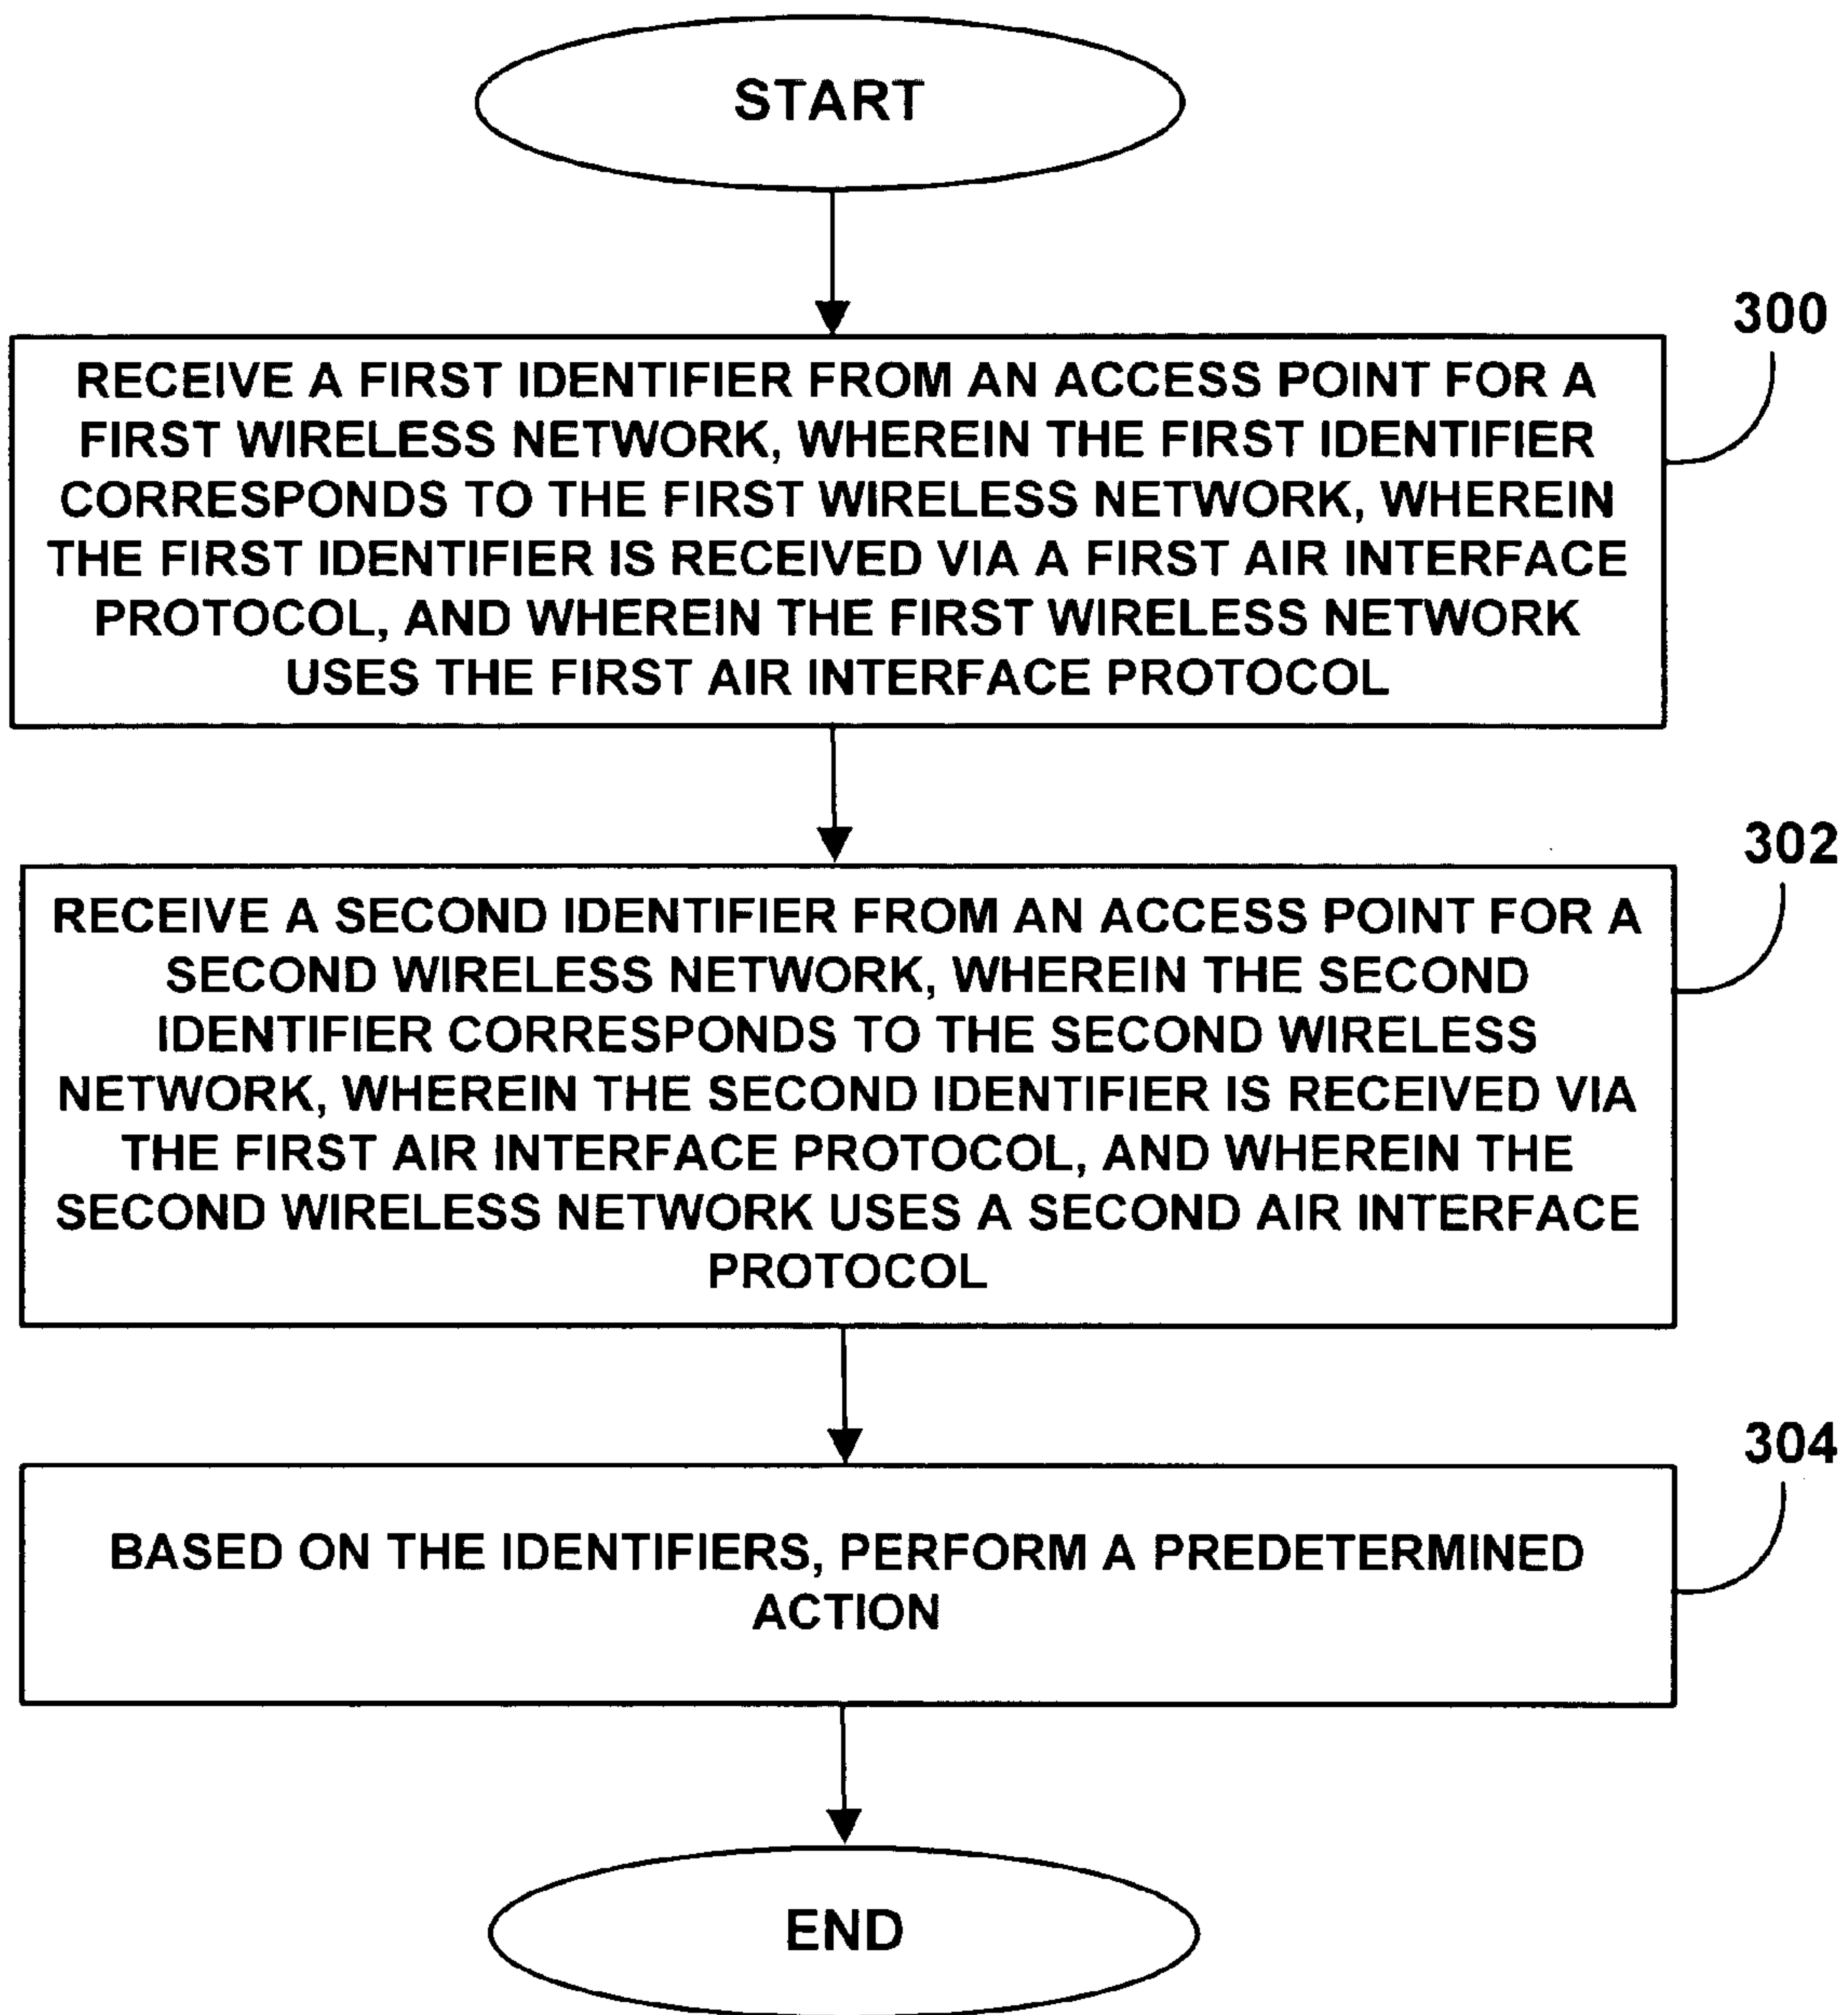 START
300
RECEIVE A FIRST IDENTIFIER FROM AN ACCESS POINT FOR A
FIRST WIRELESS NETWORK, WHEREIN THE FIRST IDENTIFIER
CORRESPONDS TO THE FIRST WIRELESS NETWORK, WHEREIN
THE FIRST IDENTIFIER IS RECEIVED VIA A FIRST AIR INTERFACE
PROTOCOL, AND WHEREIN THE FIRST WIRELESS NETWORK
USES THE FIRST AIR INTERFACE PROTOCOL
302
RECEIVE A SECOND IDENTIFIER FROM AN ACCESS POINT FOR A
SECOND WIRELESS NETWORK, WHEREIN THE SECOND
IDENTIFIER CORRESPONDS TO THE SECOND WIRELESS
NETWORK, WHEREIN THE SECOND IDENTIFIER IS RECEIVED VIA
THE FIRST AIR INTERFACE PROTOCOL, AND WHEREIN THE
SECOND WIRELESS NETWORK USES A SECOND AIR INTERFACE
PROTOCOL
304
BASED ON THE IDENTIFIERS, PERFORM A PREDETERMINED
ACTION
END